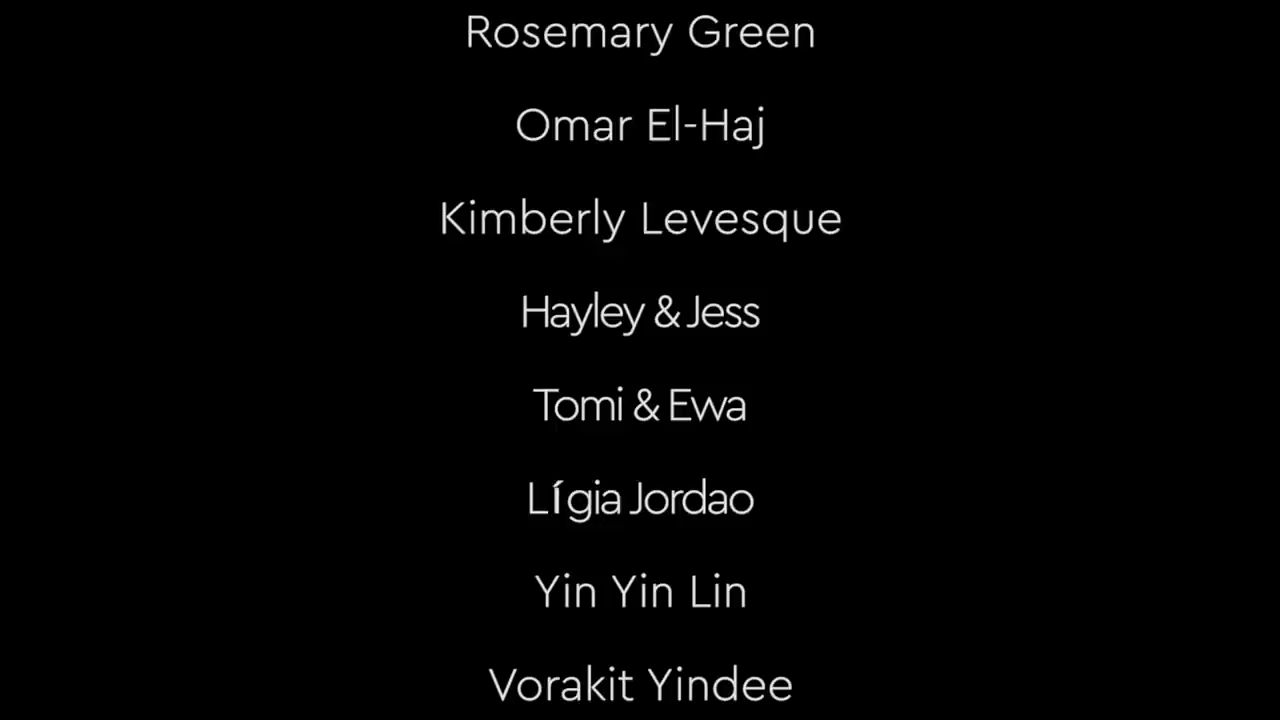 Rosemary Green
Omar El-Haj
Kimberly Levesque
Hayley & Jess
Tomi & Ewa
Lígia Jordao
Yin Yin Lin
Vorakit Yindee